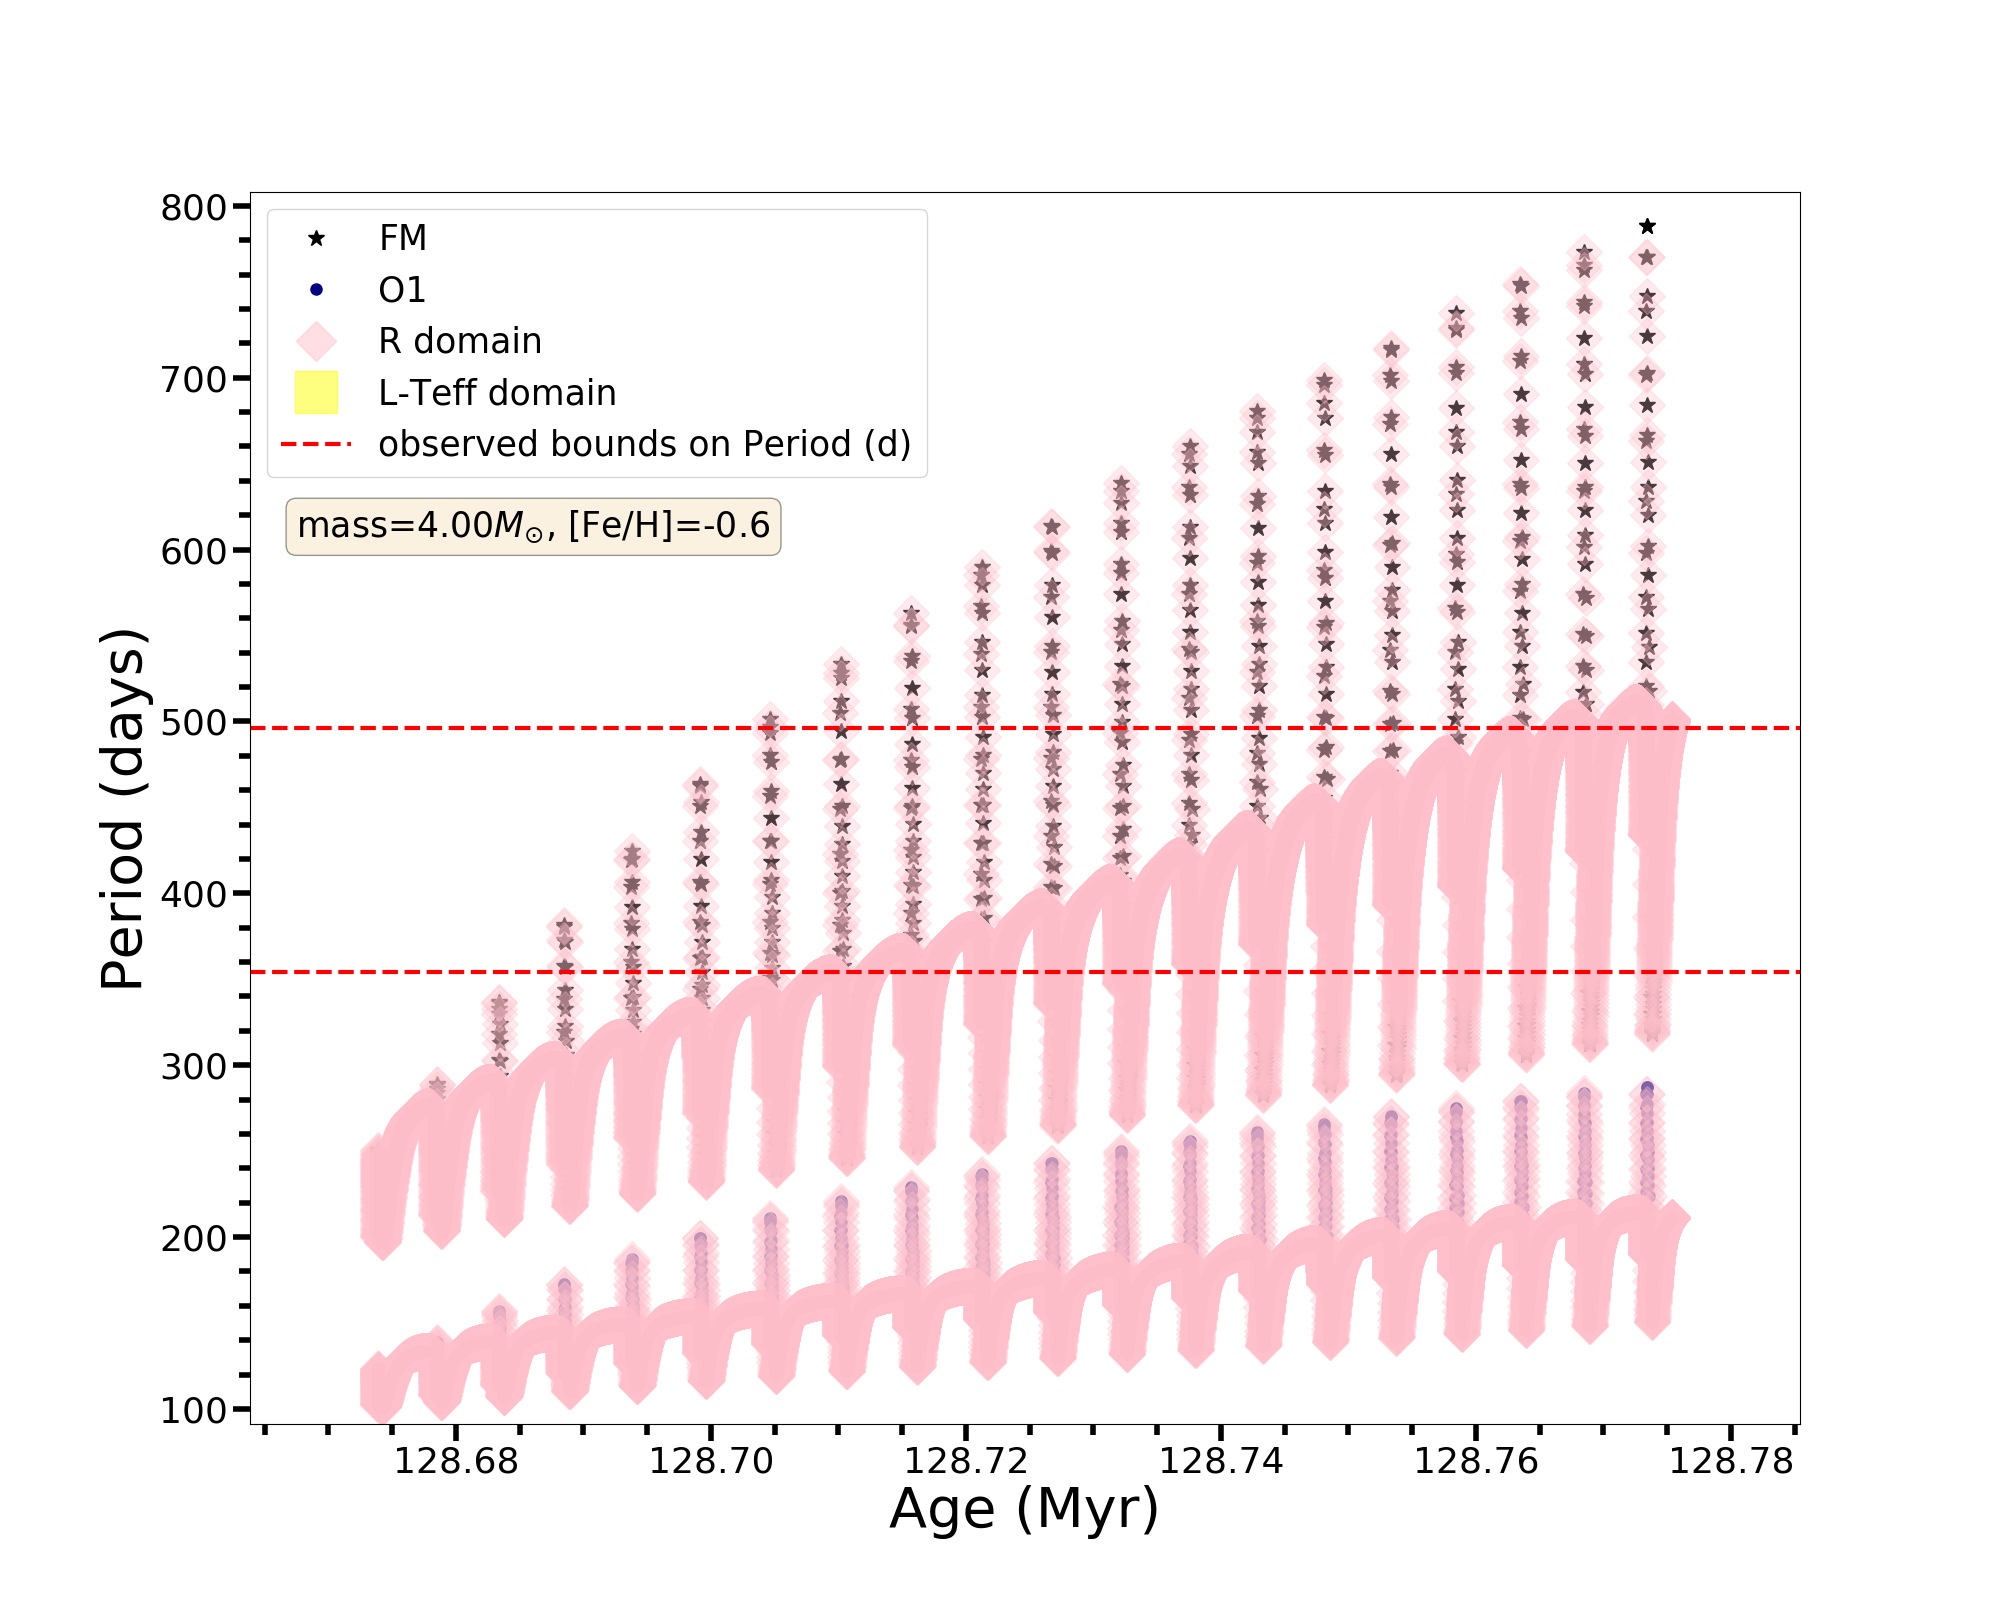 800
700
600
500
400
300
200
100
Period (days)
FM
O1
R domain
L-Teff domain
observed bounds on Period (d)
mass=4.00M⊙, [Fe/H]=-0.6
128.68 128.70 128.72 128.74 128.76 128.78
Age (Myr)